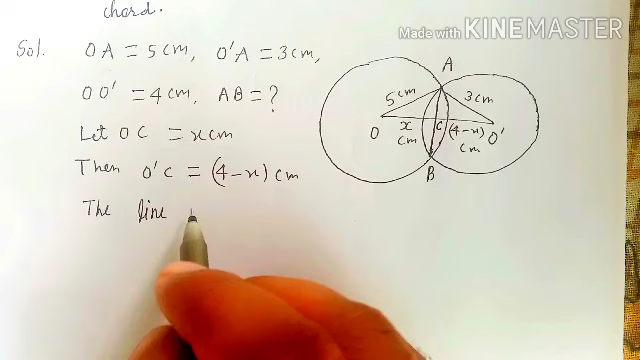 chord.
Made with KINEMASTER
Sol. OA = 5cm, O'A = 3cm,
OO' = 4cm, AB = ?
Let OC = xcm
Then O'C = (4-x) cm
The line
A
5cm 3cm
O x cm C (4-x) cm O'
B